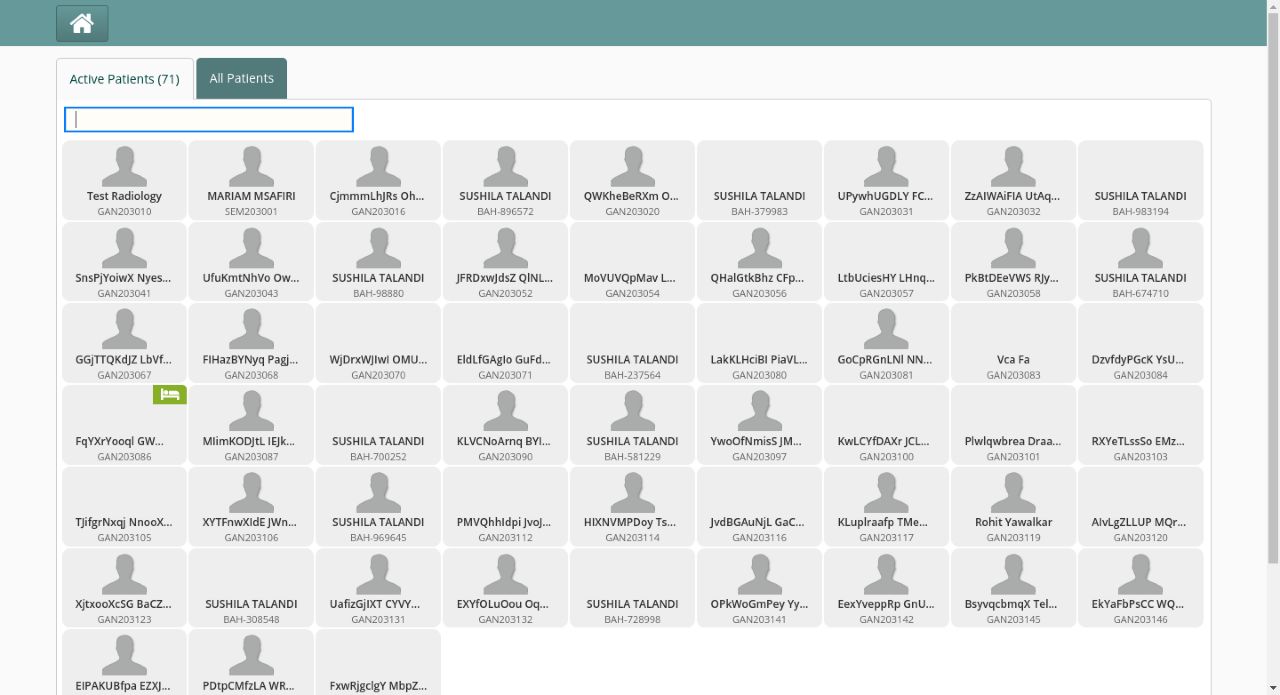 Active Patients (71)
All Patients
Test Radiology
GAN203010
MARIAM MSAFIRI
SEM203001
CjmmmLhJRs Oh...
GAN203016
SUSHILA TALANDI
BAH-896572
QWKheBeRXm O...
GAN203020
SUSHILA TALANDI
BAH-379983
UPywhUGDLY FC...
GAN203031
ZzAIWAiFIA UtAq...
GAN203032
SUSHILA TALANDI
BAH-983194
SnsPjYoiwX Nyes...
GAN203041
UfuKmtNhVo Ow...
GAN203043
SUSHILA TALANDI
BAH-98880
JFRDxwJdsZ QlNL...
GAN203052
MoVUVQpMav L...
GAN203054
QHalGtkBhz CFp...
GAN203056
LtbUciesHY LHnq...
GAN203057
PkBtDEeVWS RJy...
GAN203058
SUSHILA TALANDI
BAH-674710
GGjTTQKdJZ LbVf...
GAN203067
FIHazBYNyq Pagj...
GAN203068
WjDrxWJIwI OMU...
GAN203070
EldLfGAgIo GuFd...
GAN203071
SUSHILA TALANDI
BAH-237564
LakKLHciBI PiaVL...
GAN203080
GoCpRGnLNl NN...
GAN203081
Vca Fa
GAN203083
DzvfdyPGcK YsU...
GAN203084
FqYXrYooql GW...
GAN203086
MIimKODJtL IEJk...
GAN203087
SUSHILA TALANDI
BAH-700252
KLVCNoArnq BYI...
GAN203090
SUSHILA TALANDI
BAH-581229
YwoOfNmisS JM...
GAN203097
KwLCYfDAXr JCL...
GAN203100
Plwlqwbrea Draa...
GAN203101
RXYeTLssSo EMz...
GAN203103
TJifgrNxqj NnooX...
GAN203105
XYTFnwXIdE JWn...
GAN203106
SUSHILA TALANDI
BAH-969645
PMVQhhIdpi JvoJ...
GAN203112
HIXNVMPDoy Ts...
GAN203114
JvdBGAuNjL GaC...
GAN203116
KLuplraafp TMe...
GAN203117
Rohit Yawalkar
GAN203119
AIvLgZLLUP MQr...
GAN203120
XjtxooXcSG BaCZ...
GAN203123
SUSHILA TALANDI
BAH-308548
UafizGjIXT CYVY...
GAN203131
EXYfOLuOou Oq...
GAN203132
SUSHILA TALANDI
BAH-728998
OPkWoGmPey Yy...
GAN203141
EexYveppRp GnU...
GAN203142
BsyvqcbmqX Tel...
GAN203145
EkYaFbPsCC WQ...
GAN203146
EIPAKUBfpa EZXJ...
PDtpCMfzLA WR...
FxwRjgclgY MbpZ...